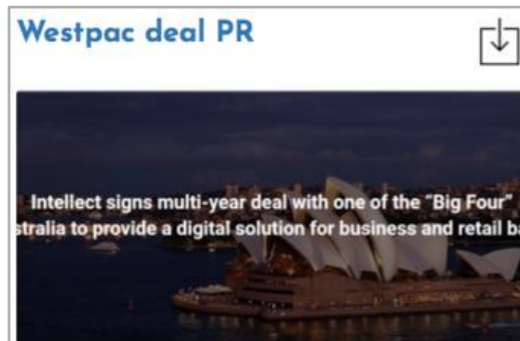 Westpac deal PR
Intellect signs multi-year deal with one of the “Big Four”
stralia to provide a digital solution for business and retail ba